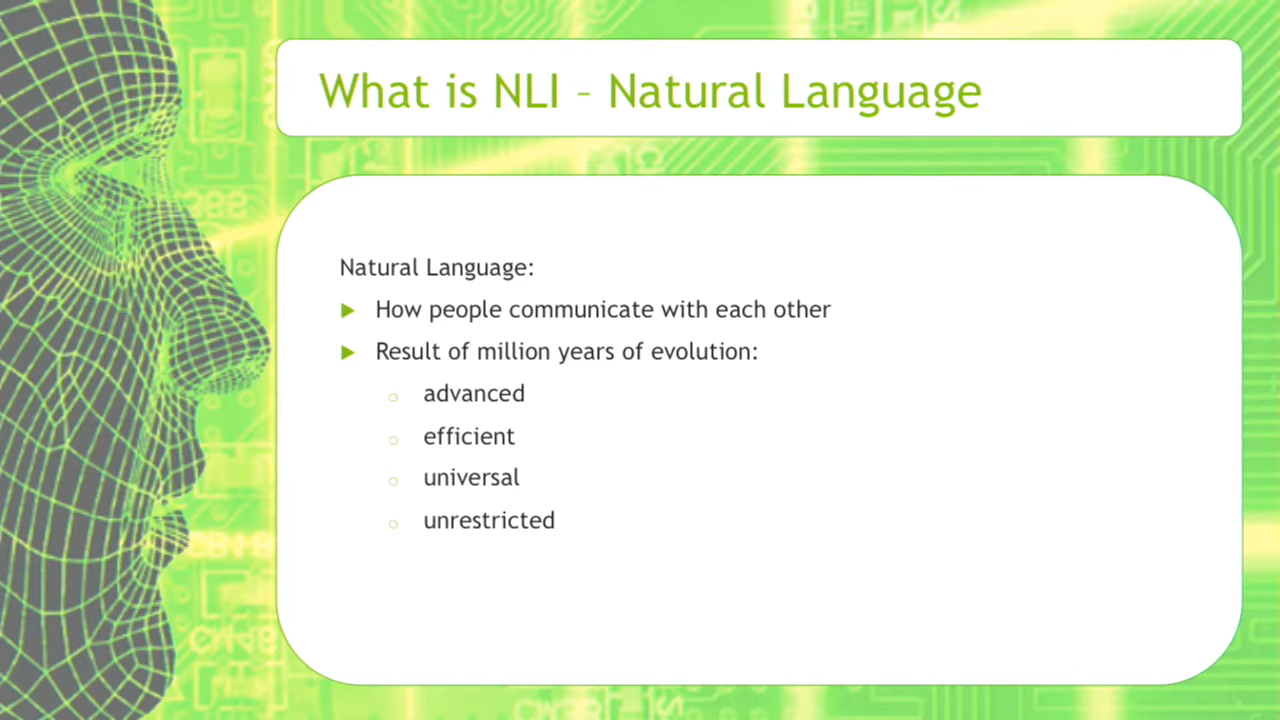 What is NLI – Natural Language
Natural Language:
How people communicate with each other
Result of million years of evolution:
advanced
efficient
universal
unrestricted